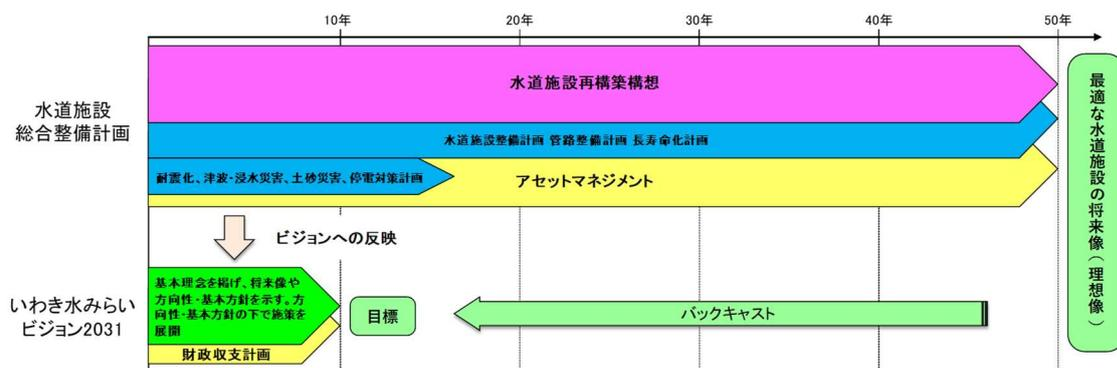 10年
20年
30年
40年
50年
水道施設
総合整備計画
水道施設再構築構想
水道施設整備計画 管路整備計画 長寿命化計画
耐震化、津波・浸水災害、土砂災害、停電対策計画
アセットマネジメント
最適な水道施設の将来像(理想像)
ビジョンへの反映
いわき水みらい
ビジョン2031
基本理念を掲げ、将来像や
方向性・基本方針を示す。方
向性・基本方針の下で施策を
展開
財政収支計画
目標
バックキャスト